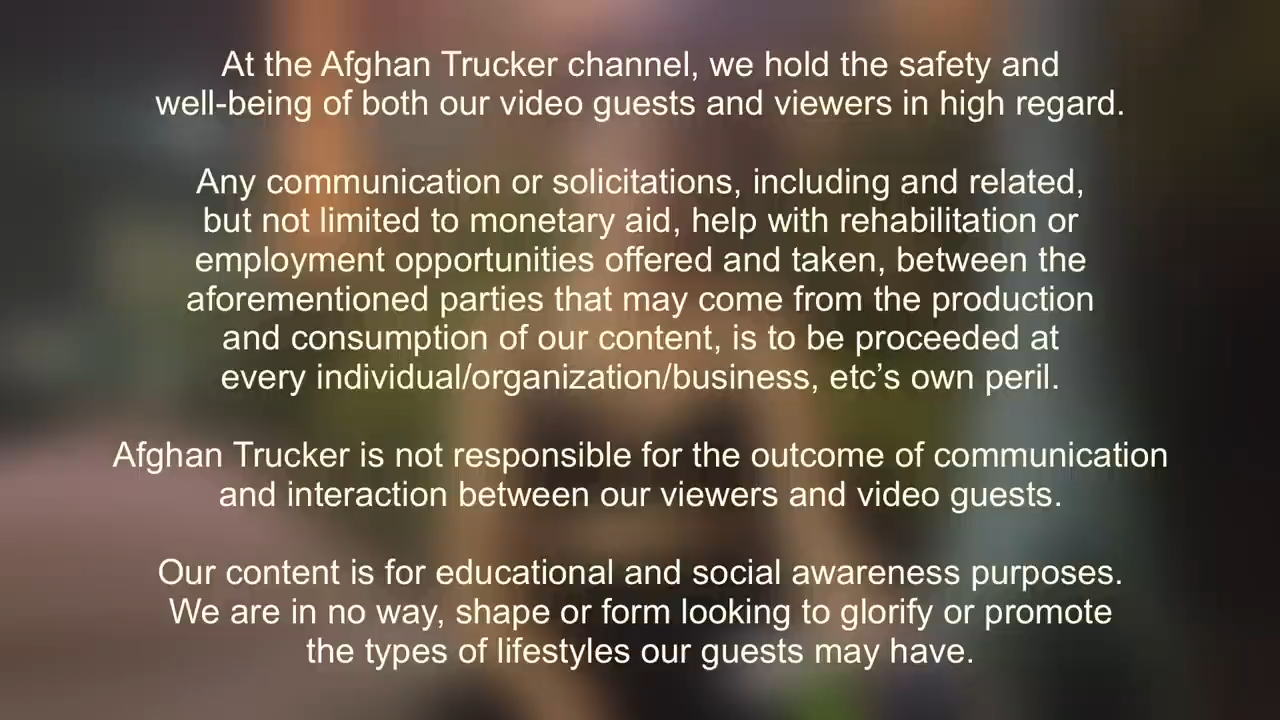 At the Afghan Trucker channel, we hold the safety and
well-being of both our video guests and viewers in high regard.
Any communication or solicitations, including and related,
but not limited to monetary aid, help with rehabilitation or
employment opportunities offered and taken, between the
aforementioned parties that may come from the production
and consumption of our content, is to be proceeded at
every individual/organization/business, etc’s own peril.
Afghan Trucker is not responsible for the outcome of communication
and interaction between our viewers and video guests.
Our content is for educational and social awareness purposes.
We are in no way, shape or form looking to glorify or promote
the types of lifestyles our guests may have.